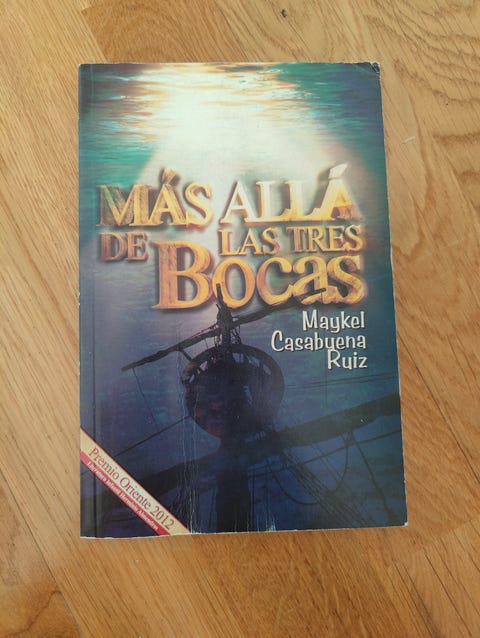 MÁS ALLÁ
DE LAS TRES
BOCAS
Maykel
Casabuena
Ruiz
Premio Oriente 2012